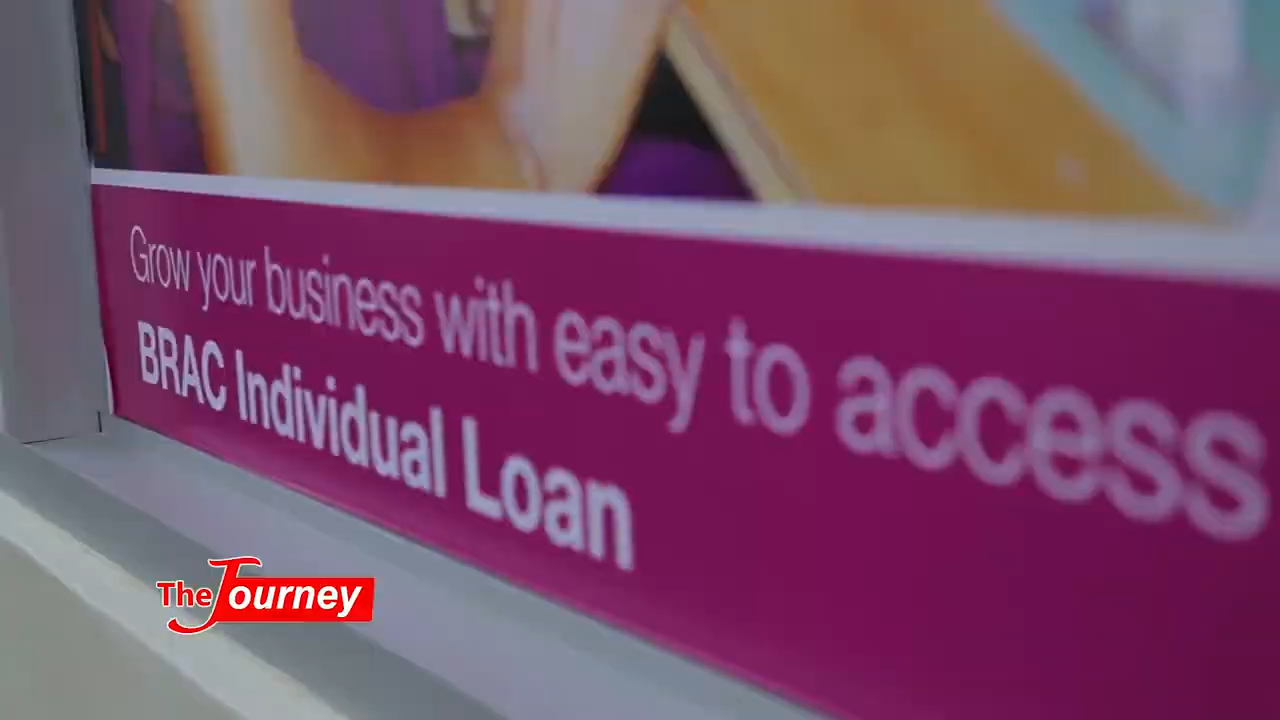 Grow your business with easy to access
BRAC Individual Loan
The Journey